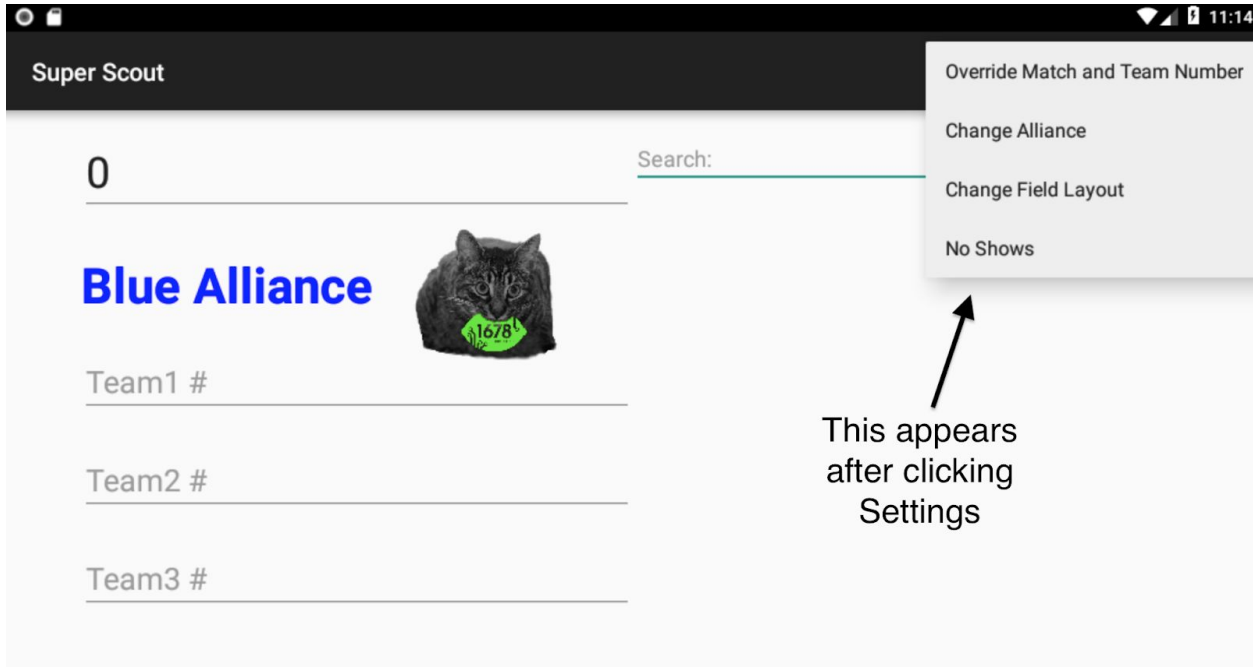 11:14
Super Scout
Override Match and Team Number
Change Alliance
Change Field Layout
No Shows
0
Search:
Blue Alliance
1678
Team1 #
Team2 #
Team3 #
This appears
after clicking
Settings